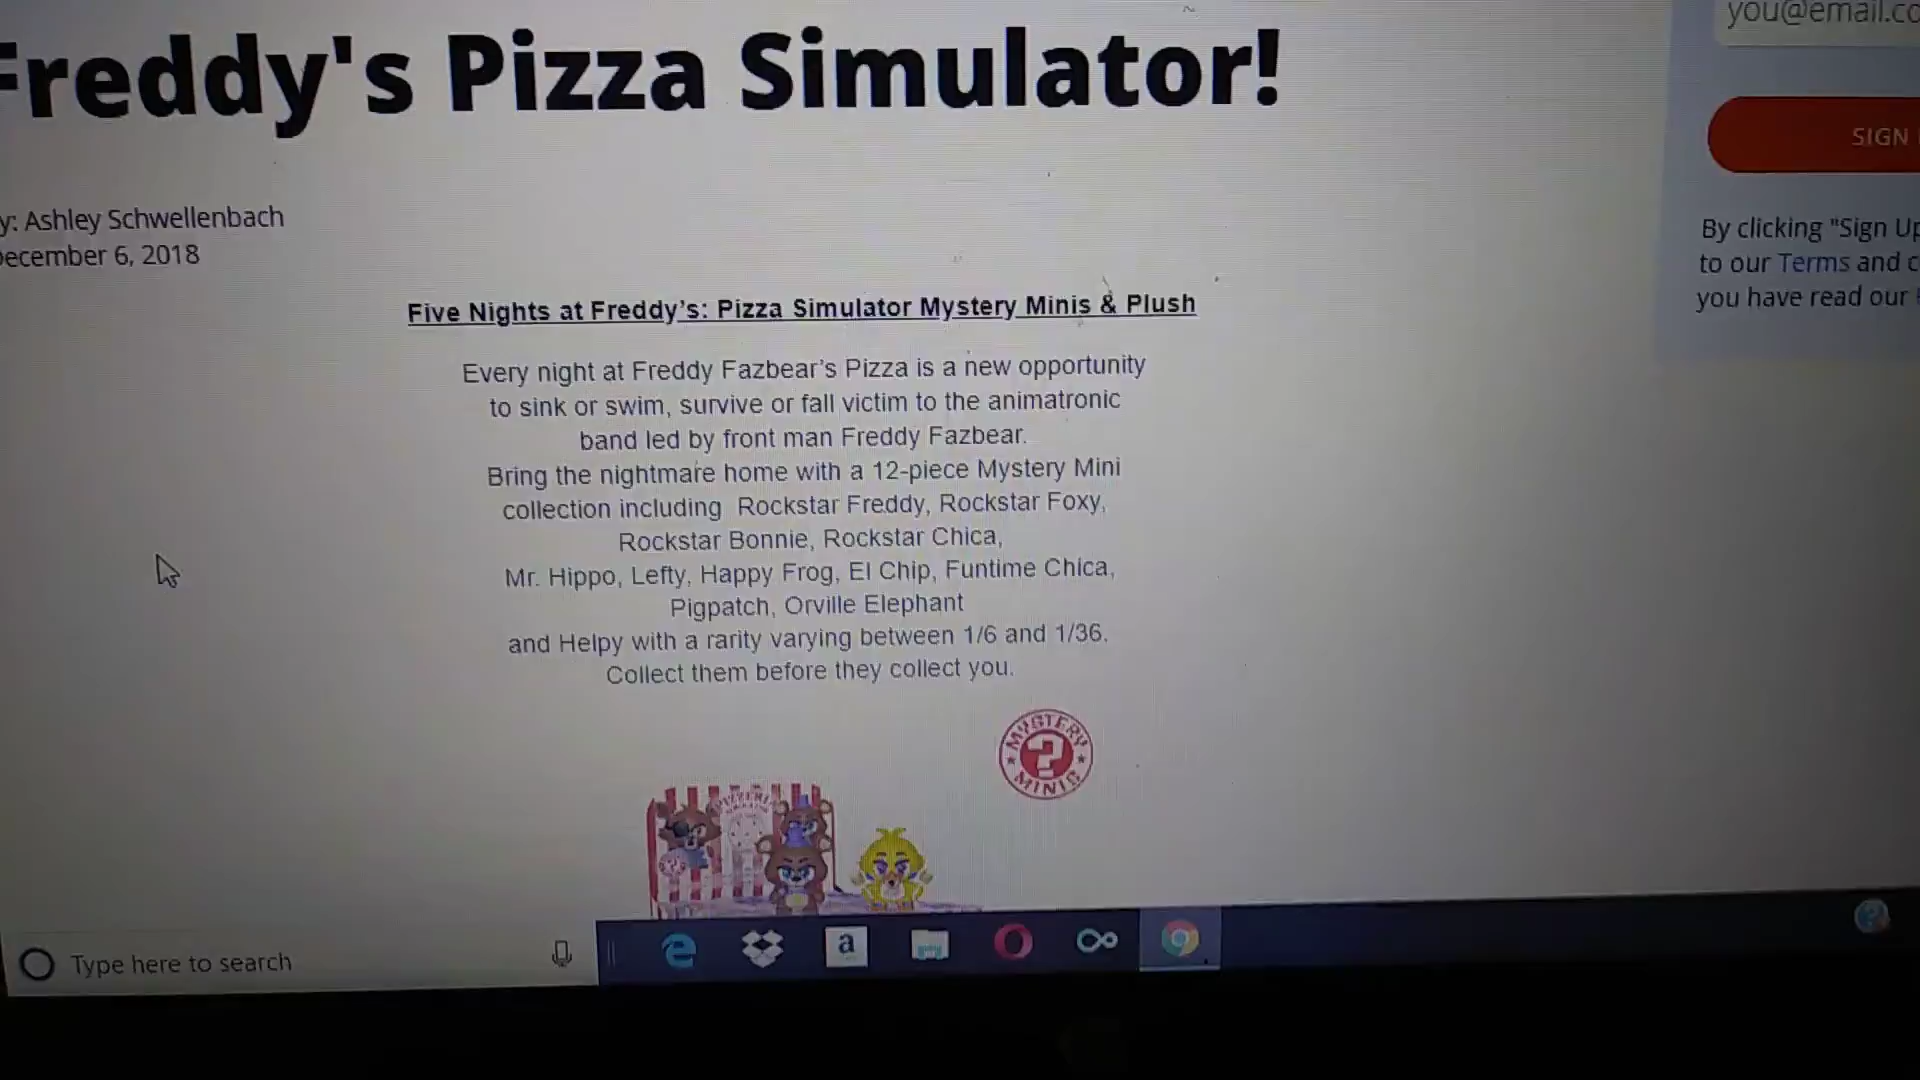 Freddy's Pizza Simulator!
you@email.co
SIGN
y: Ashley Schwellenbach
December 6, 2018
By clicking "Sign Up
to our Terms and c
you have read our
Five Nights at Freddy's: Pizza Simulator Mystery Minis & Plush
Every night at Freddy Fazbear's Pizza is a new opportunity
to sink or swim, survive or fall victim to the animatronic
band led by front man Freddy Fazbear.
Bring the nightmare home with a 12-piece Mystery Mini
collection including Rockstar Freddy, Rockstar Foxy,
Rockstar Bonnie, Rockstar Chica,
Mr. Hippo, Lefty, Happy Frog, El Chip, Funtime Chica,
Pigpatch, Orville Elephant
and Helpy with a rarity varying between 1/6 and 1/36.
Collect them before they collect you.
MYSTERY
?
MINIS
Type here to search
a